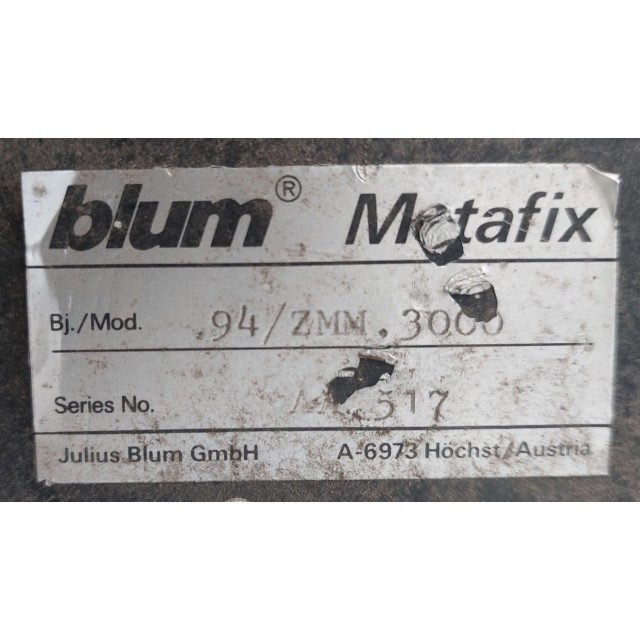 blum® Metafix
Bj./Mod. 94/ZMM.3000
Series No. 517
Julius Blum GmbH A-6973 Höchst/Austria